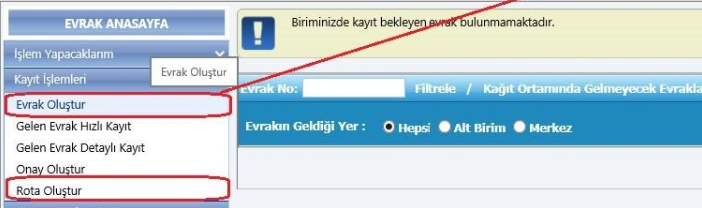 EVRAK ANASAYFA
İşlem Yapacaklarım
Kayıt İşlemleri
Evrak Oluştur
Evrak Oluştur
Gelen Evrak Hızlı Kayıt
Gelen Evrak Detaylı Kayıt
Onay Oluştur
Rota Oluştur
Biriminizde kayıt bekleyen evrak bulunmamaktadır.
Evrak No: Filtrele / Kağıt Ortamında Gelmeyecek Evrakla
Evrakın Geldiği Yer : Hepsi Alt Birim Merkez